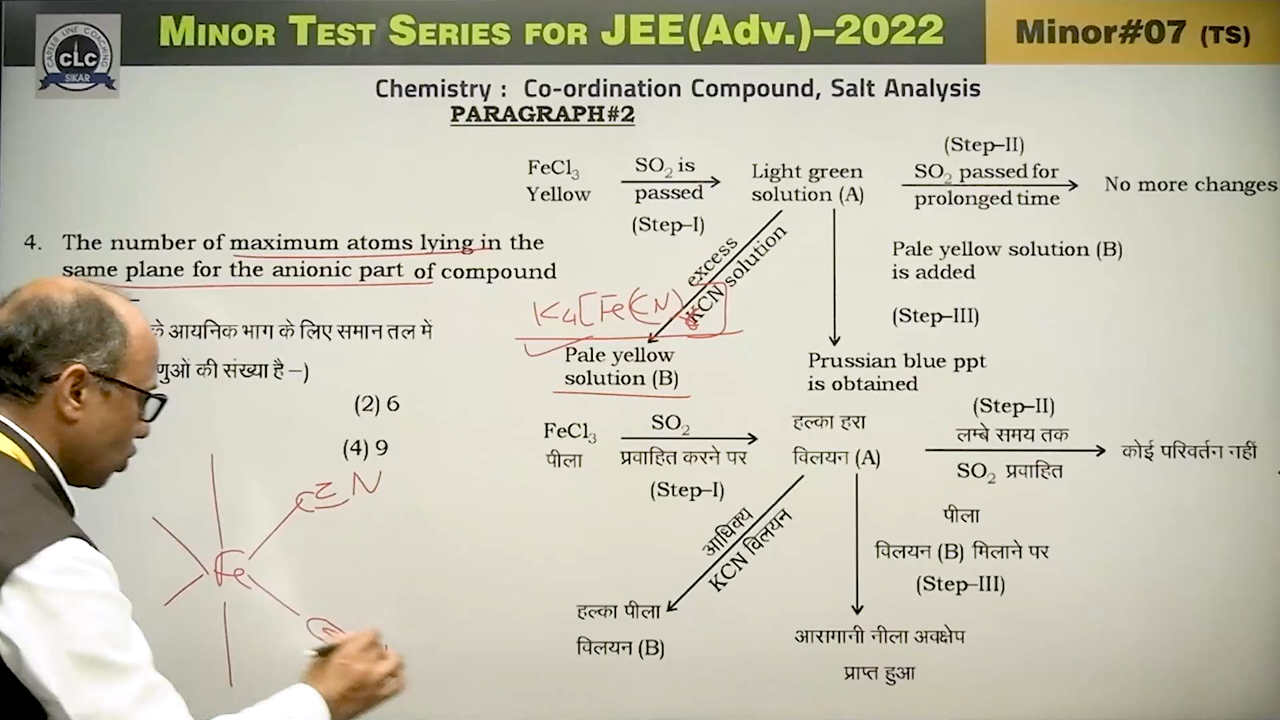 CAREER LINE COACHING
CLC
SIKAR
MINOR TEST SERIES FOR JEE(Adv.)–2022
Minor#07 (TS)
Chemistry : Co-ordination Compound, Salt Analysis
PARAGRAPH#2
FeCl₃
Yellow
SO₂ is
passed
(Step–I)
Light green
solution (A)
(Step–II)
SO₂ passed for
prolonged time
No more changes
4. The number of maximum atoms lying in the
same plane for the anionic part of compound
के आयनिक भाग के लिए समान तल में
की संख्या है –)
(2) 6
(4) 9
excess
KCN solution
Pale yellow solution (B)
is added
(Step–III)
K₄[Fe(CN)₆]
Pale yellow
solution (B)
Prussian blue ppt
is obtained
FeCl₃
पीला
SO₂
प्रवाहित करने पर
(Step–I)
हल्का हरा
विलयन (A)
(Step–II)
लम्बे समय तक
SO₂ प्रवाहित
कोई परिवर्तन नहीं
आधिक्य
KCN विलयन
पीला
विलयन (B) मिलाने पर
(Step–III)
हल्का पीला
विलयन (B)
आरागानी नीला अवक्षेप
प्राप्त हुआ
Fe
C≡N